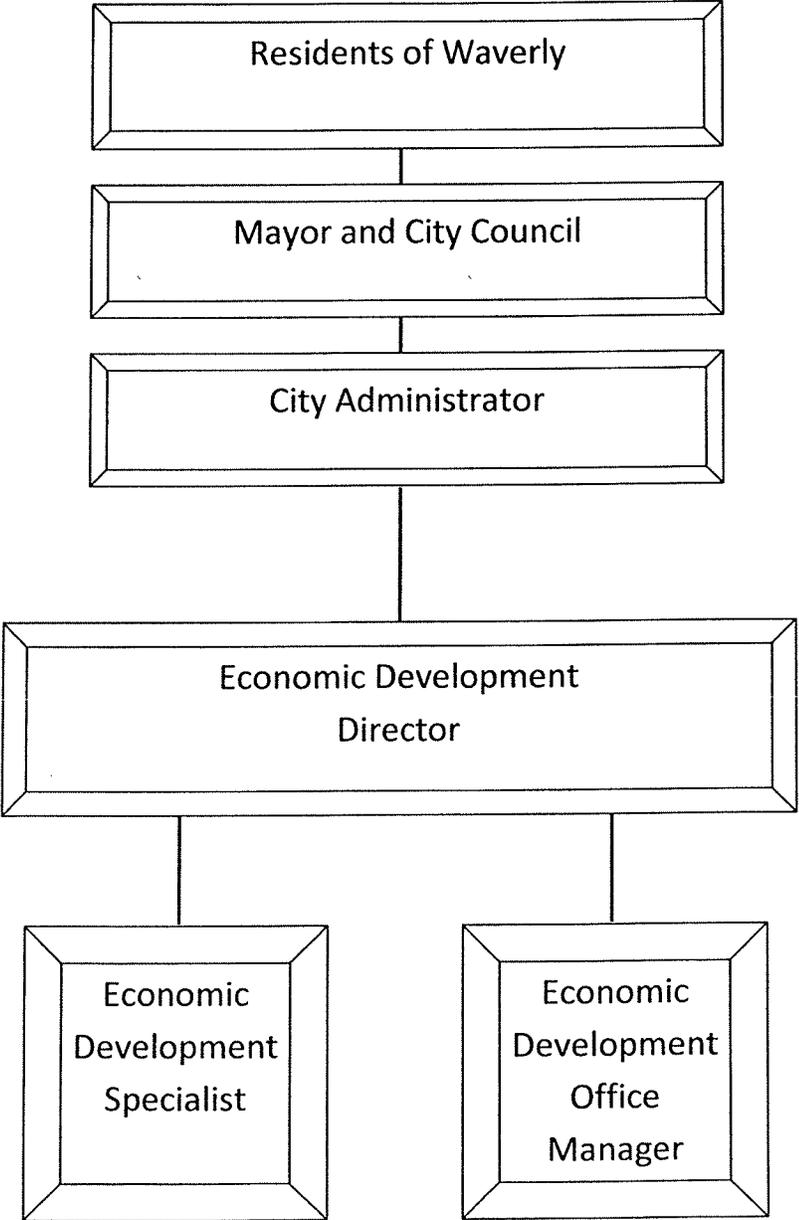 Residents of Waverly
Mayor and City Council
City Administrator
Economic Development
Director
Economic
Development
Specialist
Economic
Development
Office
Manager